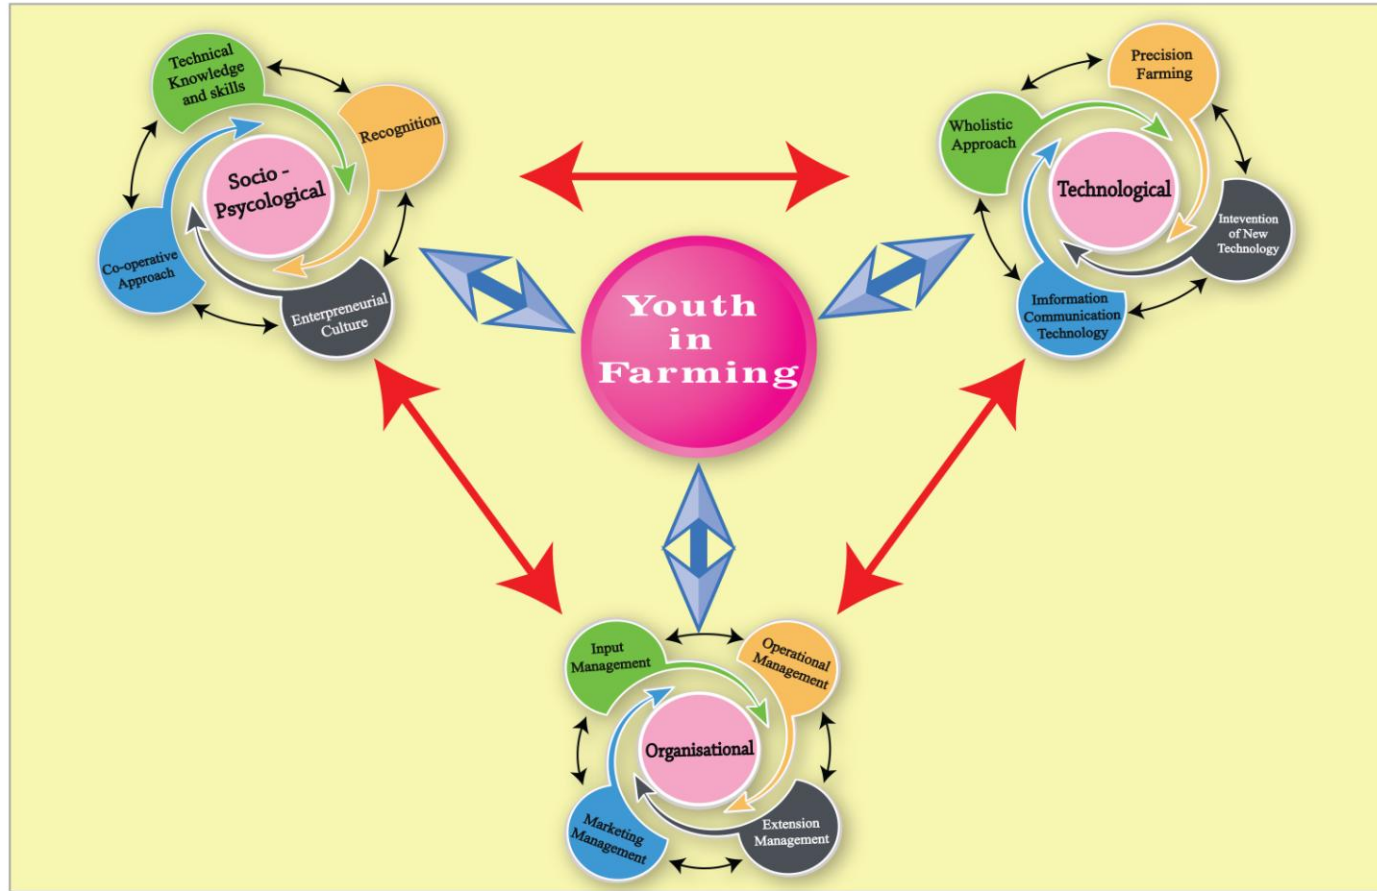 Technical
Knowledge
and skills
Recognition
Socio -
Psycological
Co-operative
Approach
Enterpreneurial
Culture
Precision
Farming
Wholistic
Approach
Technological
Intevention
of New
Technology
Imformation
Communication
Technology
Youth
in
Farming
Input
Management
Operational
Management
Organisational
Marketing
Management
Extension
Management